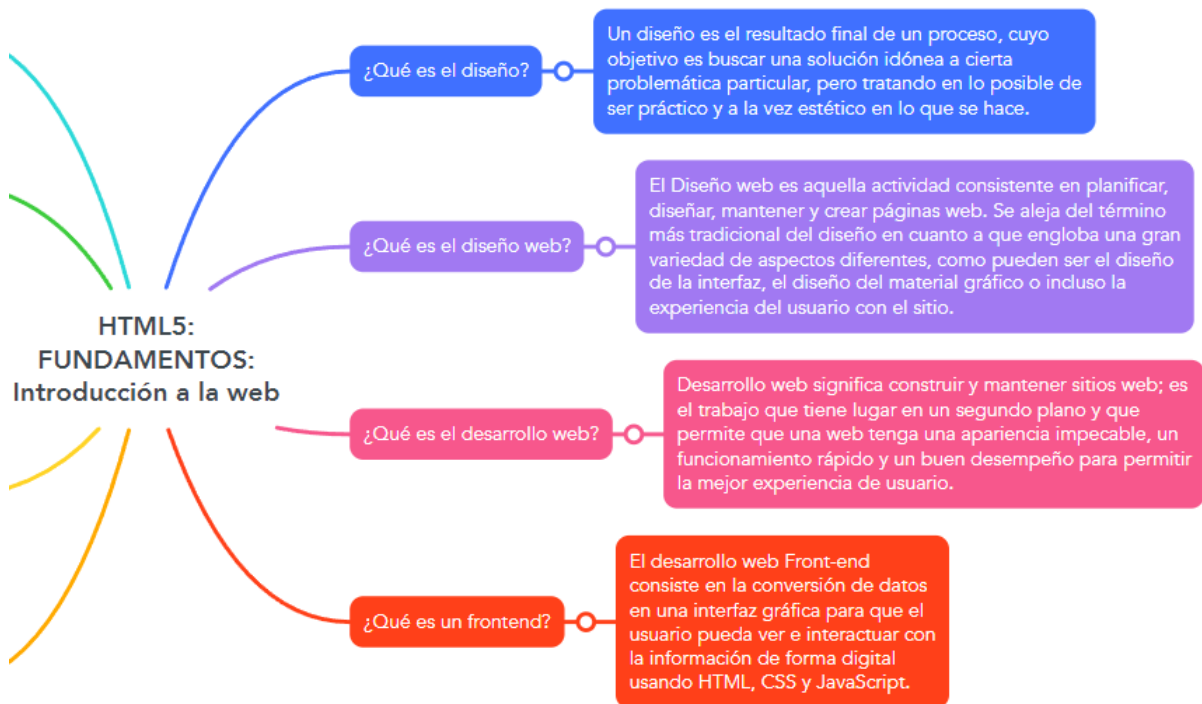 HTML5:
FUNDAMENTOS:
Introducción a la web
¿Qué es el diseño?
Un diseño es el resultado final de un proceso, cuyo
objetivo es buscar una solución idónea a cierta
problemática particular, pero tratando en lo posible de
ser práctico y a la vez estético en lo que se hace.
¿Qué es el diseño web?
El Diseño web es aquella actividad consistente en planificar,
diseñar, mantener y crear páginas web. Se aleja del término
más tradicional del diseño en cuanto a que engloba una gran
variedad de aspectos diferentes, como pueden ser el diseño
de la interfaz, el diseño del material gráfico o incluso la
experiencia del usuario con el sitio.
¿Qué es el desarrollo web?
Desarrollo web significa construir y mantener sitios web; es
el trabajo que tiene lugar en un segundo plano y que
permite que una web tenga una apariencia impecable, un
funcionamiento rápido y un buen desempeño para permitir
la mejor experiencia de usuario.
¿Qué es un frontend?
El desarrollo web Front-end
consiste en la conversión de datos
en una interfaz gráfica para que el
usuario pueda ver e interactuar con
la información de forma digital
usando HTML, CSS y JavaScript.